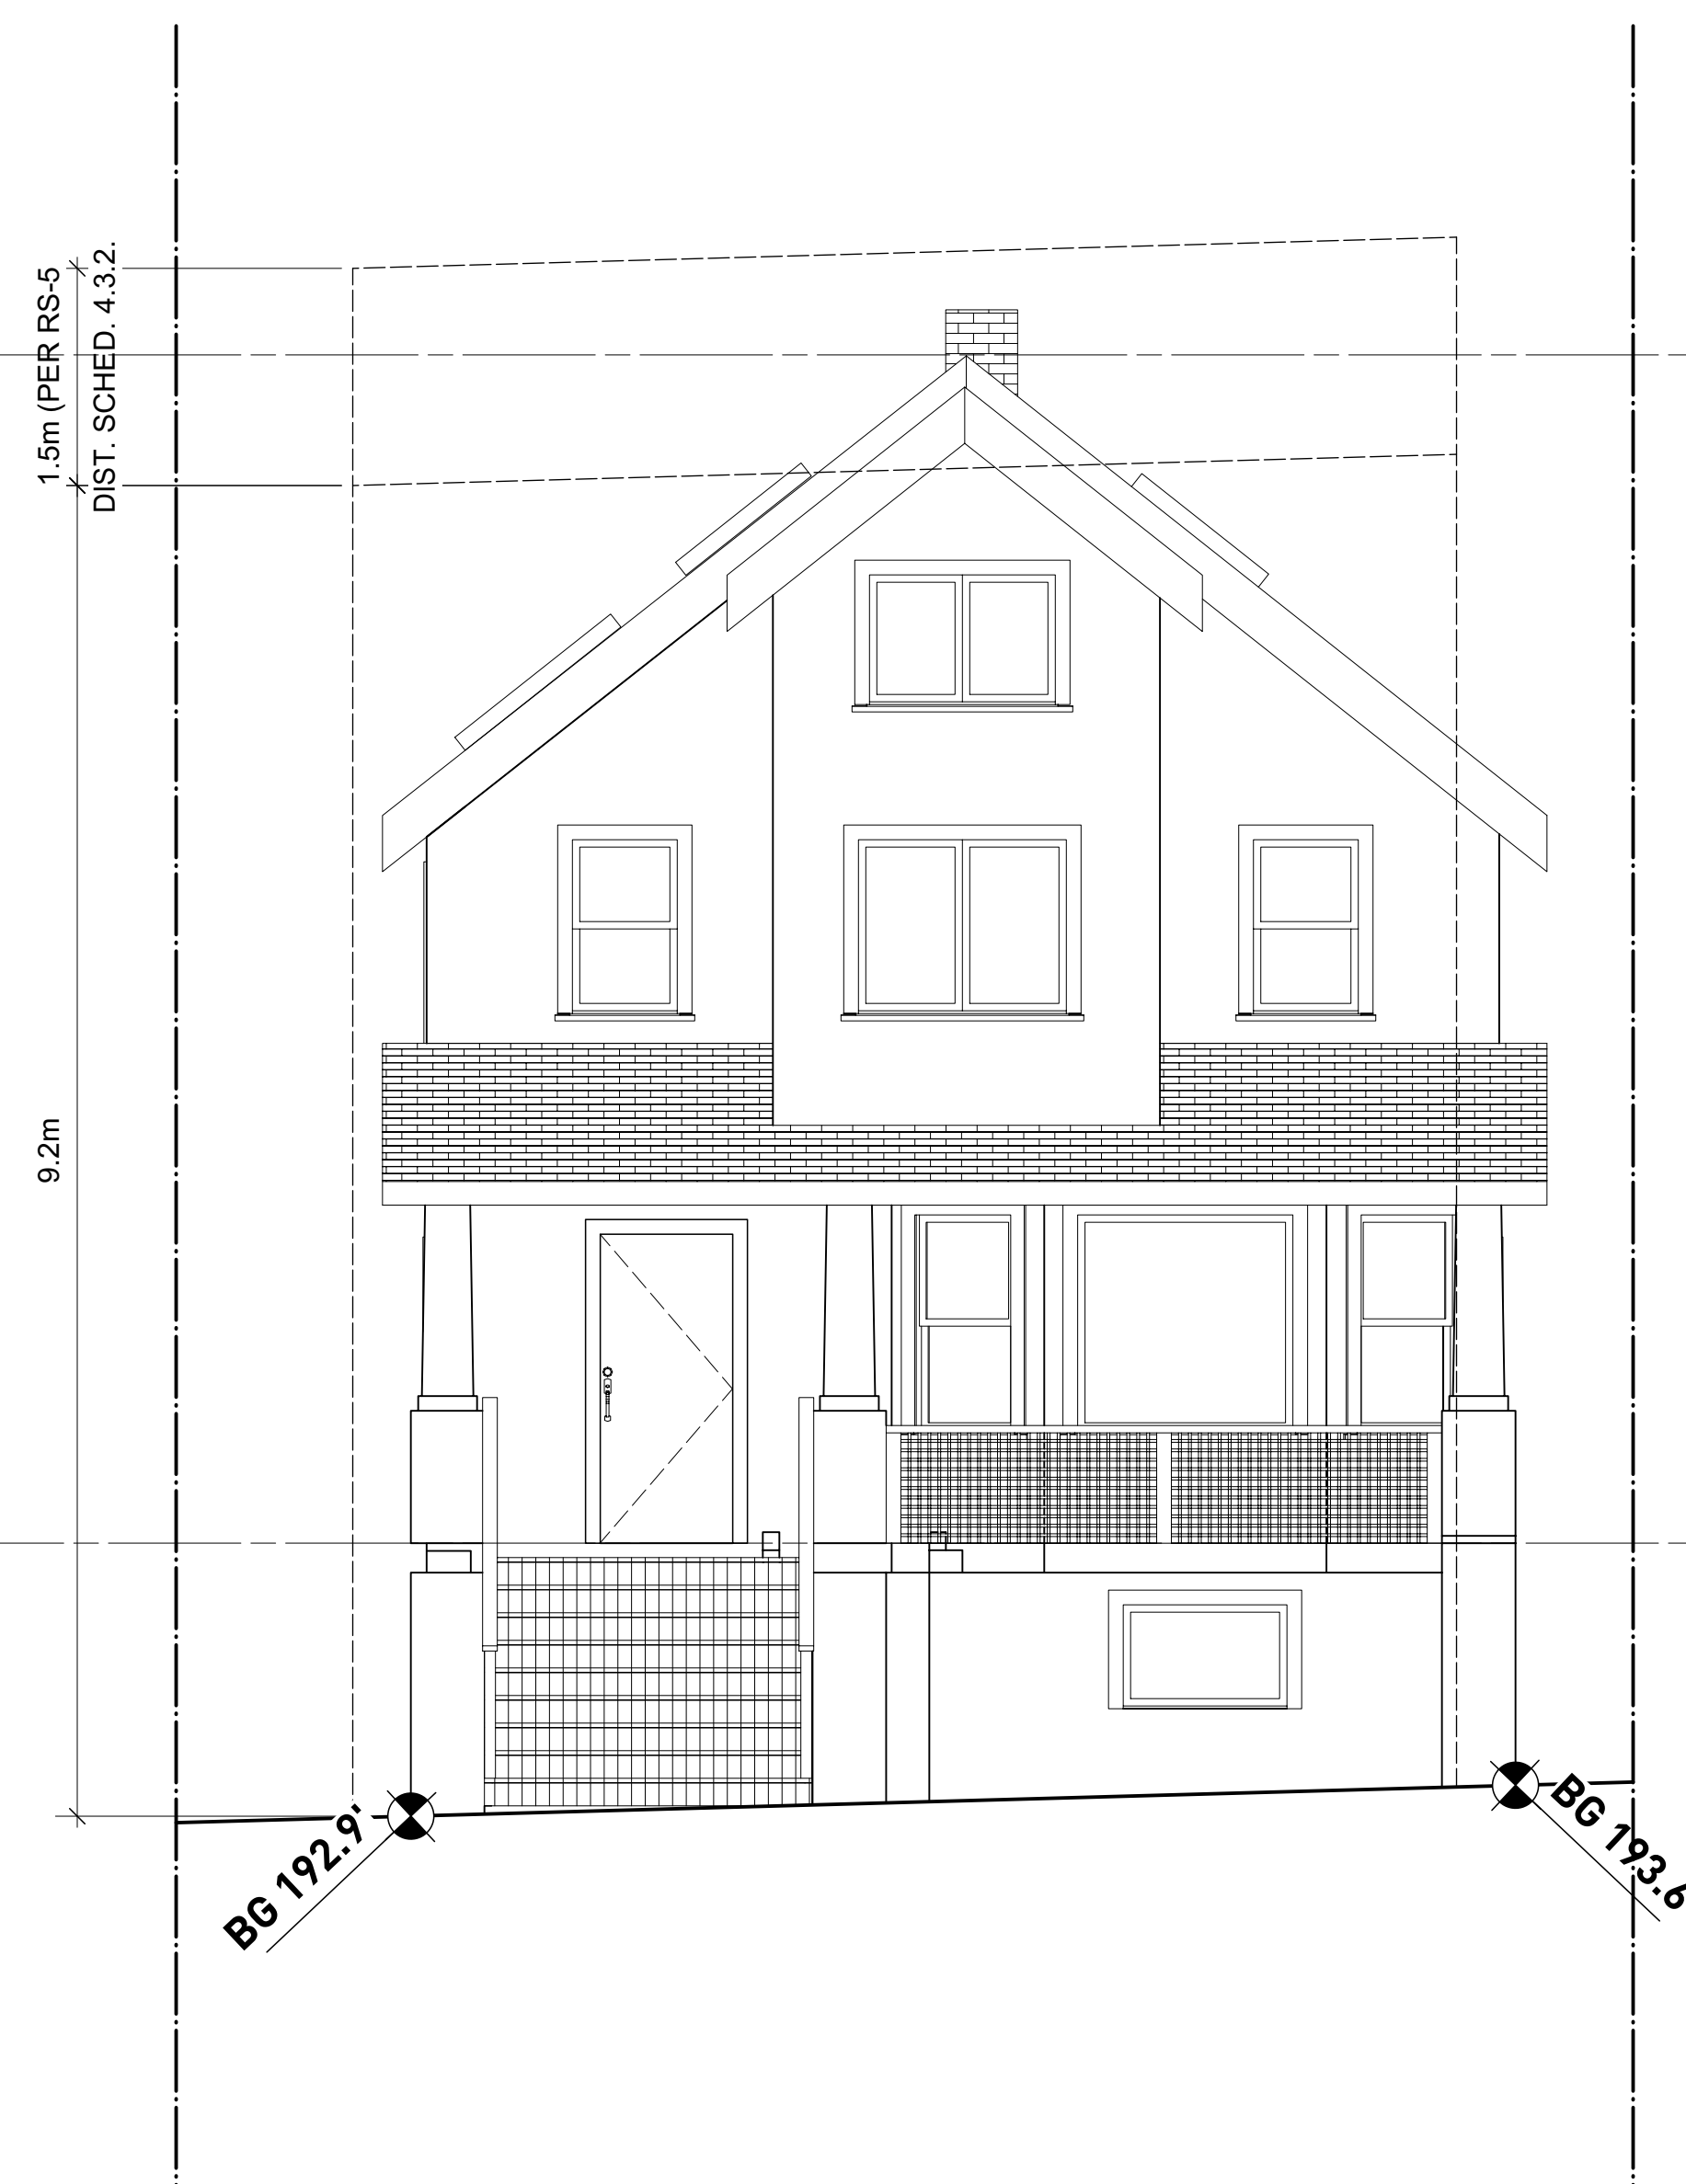 1.5m (PER RS-5
DIST. SCHED. 4.3.2.
9.2m
BG 192.9'
BG 193.6